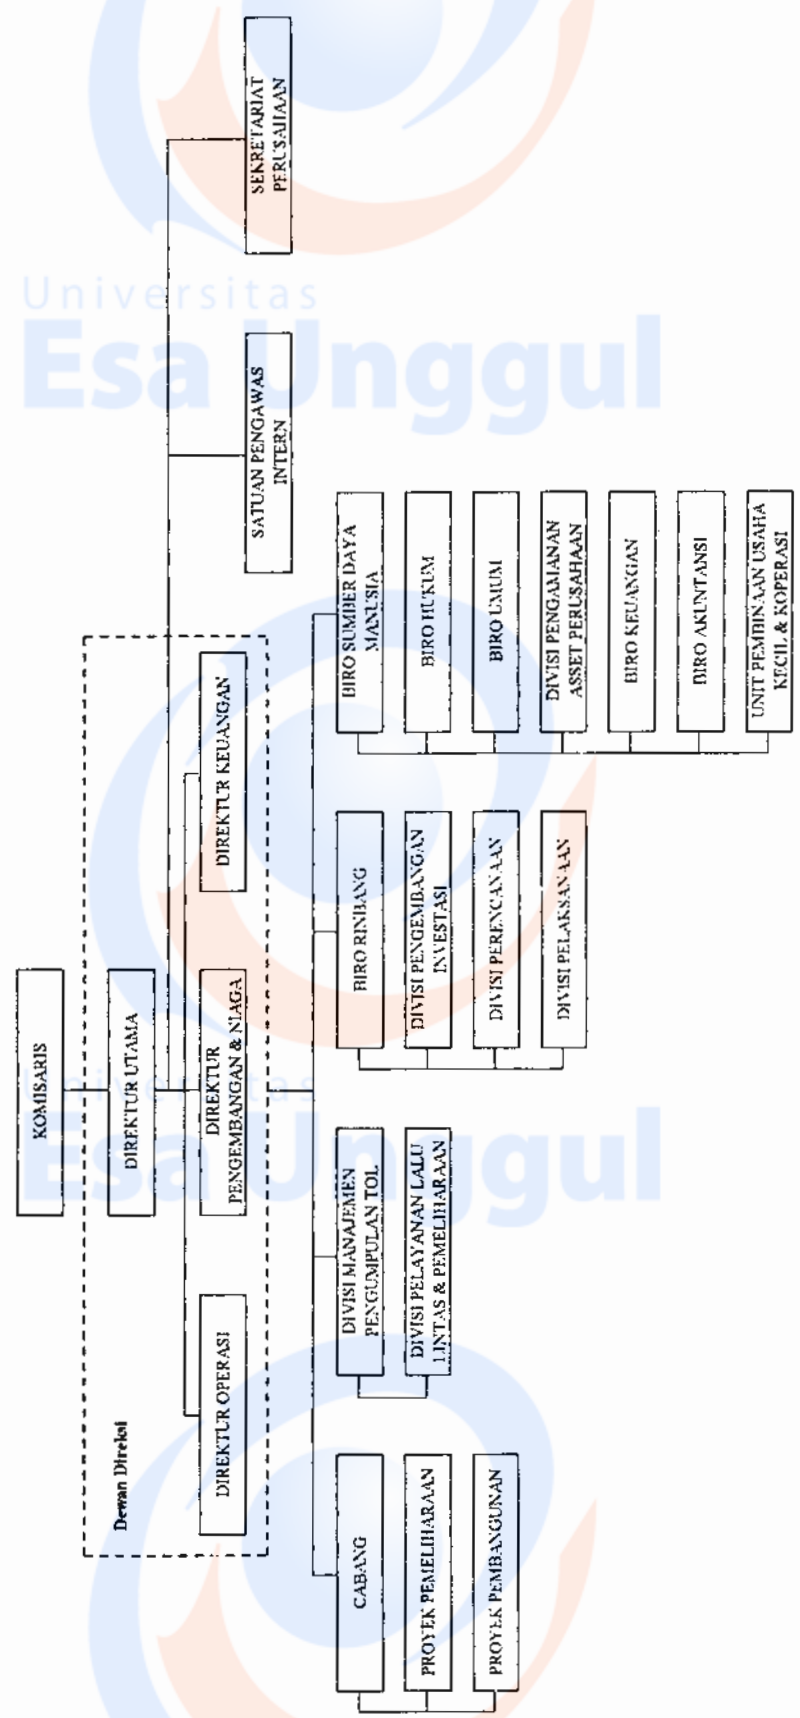 KOMISARIS
Dewan Direksi
DIREKTUR UTAMA
DIREKTUR OPERASI
DIREKTUR
PENGEMBANGAN & NIAGA
DIREKTUR KEUANGAN
SATUAN PENGAWAS
INTERN
SEKRETARIAT
PERUSAHAAN
CABANG
PROYEK PEMELIHARAAN
PROYEK PEMBANGUNAN
DIVISI MANAJEMEN
PENGUMPULAN TOL
DIVISI PELAYANAN LALU
LINTAS & PEMELIHARAAN
BIRO RINBANG
DIVISI PENGEMBANGAN
INVESTASI
DIVISI PERENCANAAN
DIVISI PELAKSANAAN
BIRO SUMBER DAYA
MANUSIA
BIRO HUKUM
BIRO UMUM
DIVISI PENGAMANAN
ASSET PERUSAHAAN
BIRO KEUANGAN
BIRO AKUNTANSI
UNIT PEMBINAAN USAHA
KECIL & KOPERASI
Universitas
Esa Unggul
Universitas
Esa Unggul